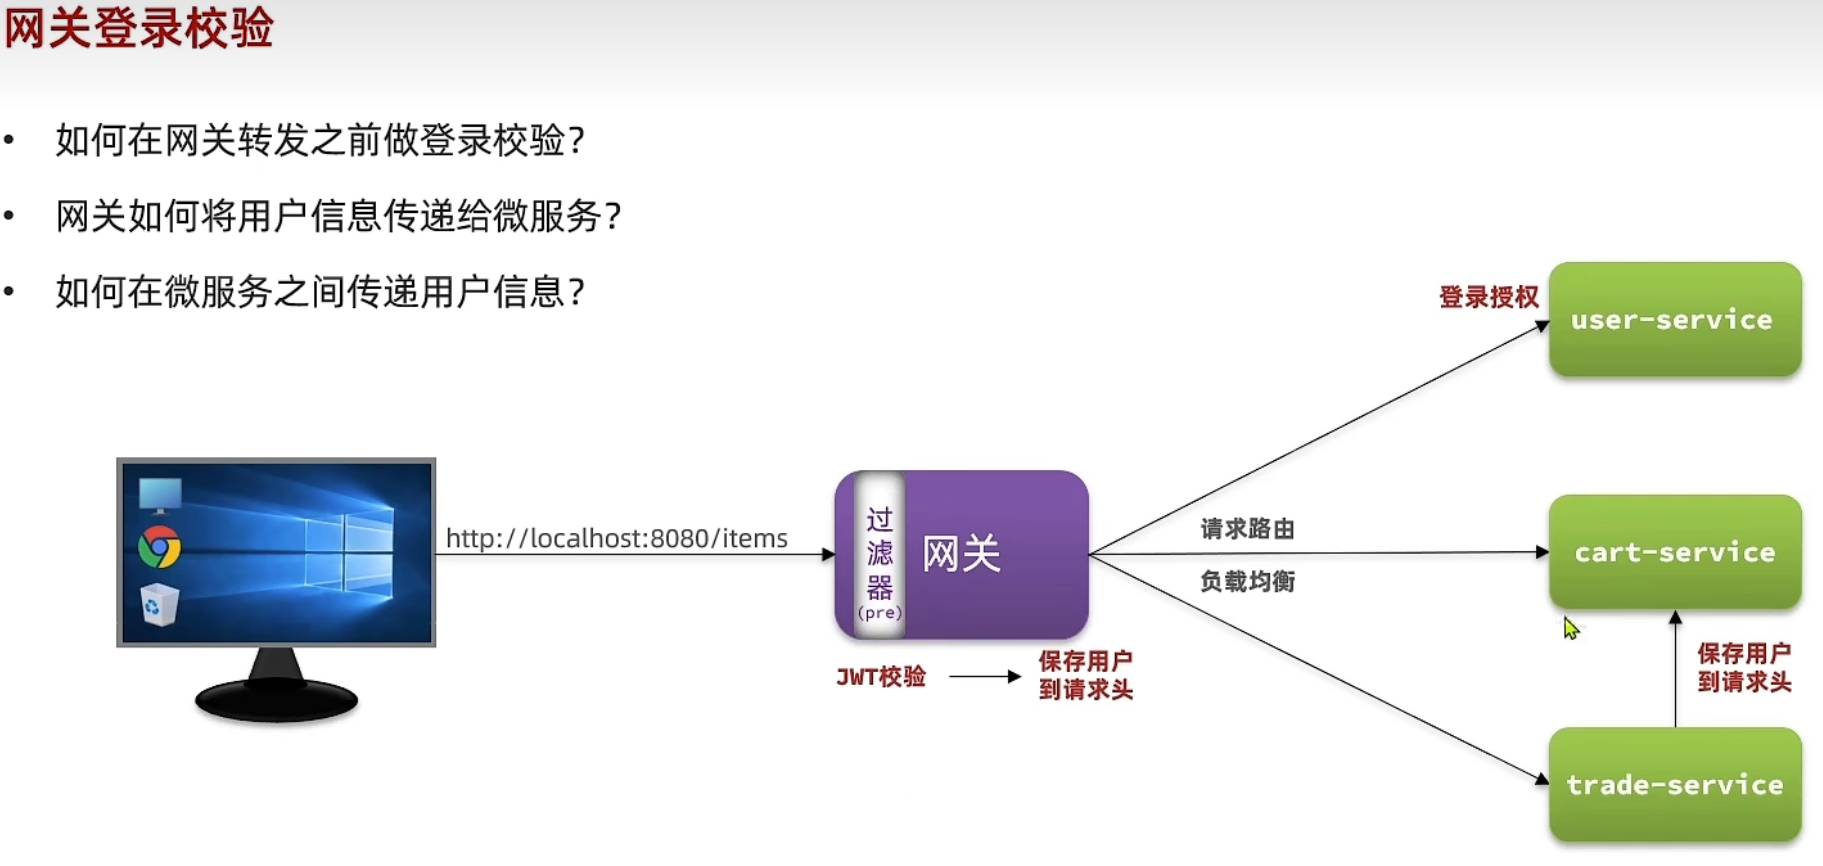 网关登录校验
• 如何在网关转发之前做登录校验？
• 网关如何将用户信息传递给微服务？
• 如何在微服务之间传递用户信息？
登录授权
user-service
http://localhost:8080/items
过滤器
(pre)
网关
请求路由
负载均衡
cart-service
JWT校验
保存用户
到请求头
保存用户
到请求头
trade-service